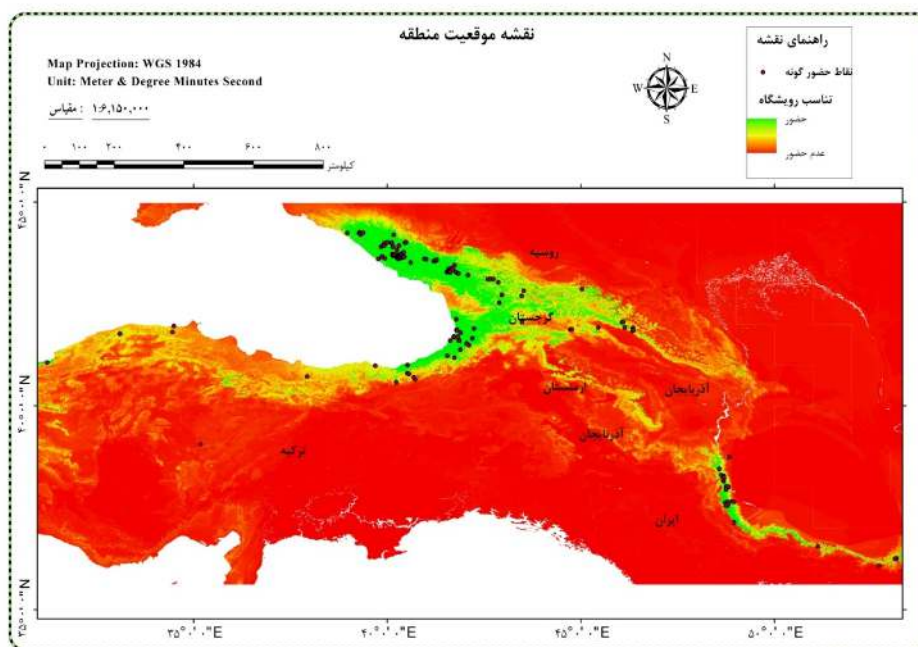 نقشه موقعیت منطقه
Map Projection: WGS 1984
Unit: Meter & Degree Minutes Second
مقیاس : ۱:۶,۱۵۰,۰۰۰
۰ ۱۰۰ ۲۰۰ ۴۰۰ ۶۰۰ ۸۰۰
کیلومتر
N
W E
S
راهنمای نقشه
نقاط حضور گونه
تناسب رویشگاه
حضور
عدم حضور
۴۵°۰'۰"N
۴۰°۰'۰"N
۳۵°۰'۰"N
روسیه
گرجستان
ارمنستان
آذربایجان
آذربایجان
ترکیه
ایران
۳۵°۰'۰"E ۴۰°۰'۰"E ۴۵°۰'۰"E ۵۰°۰'۰"E